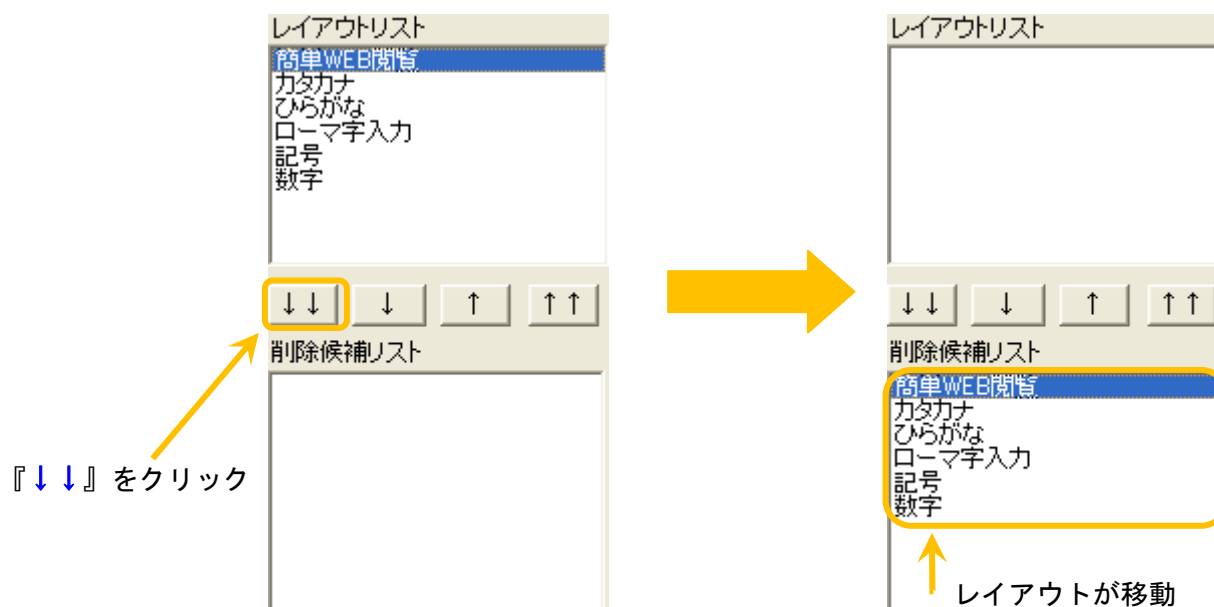 レイアウトリスト
簡単WEB閲覧
カタカナ
ひらがな
ローマ字入力
記号
数字
↓↓
↓
↑
↑↑
削除候補リスト
『↓↓』をクリック
レイアウトリスト
↓↓
↓
↑
↑↑
削除候補リスト
簡単WEB閲覧
カタカナ
ひらがな
ローマ字入力
記号
数字
レイアウトが移動